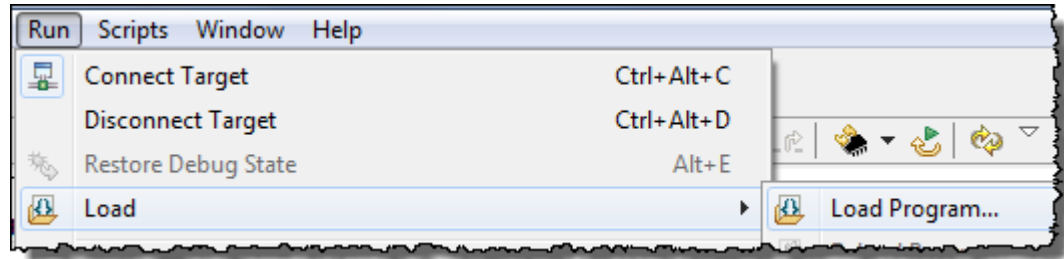 Run Scripts Window Help
Connect Target Ctrl+Alt+C
Disconnect Target Ctrl+Alt+D
Restore Debug State Alt+E
Load Load Program...